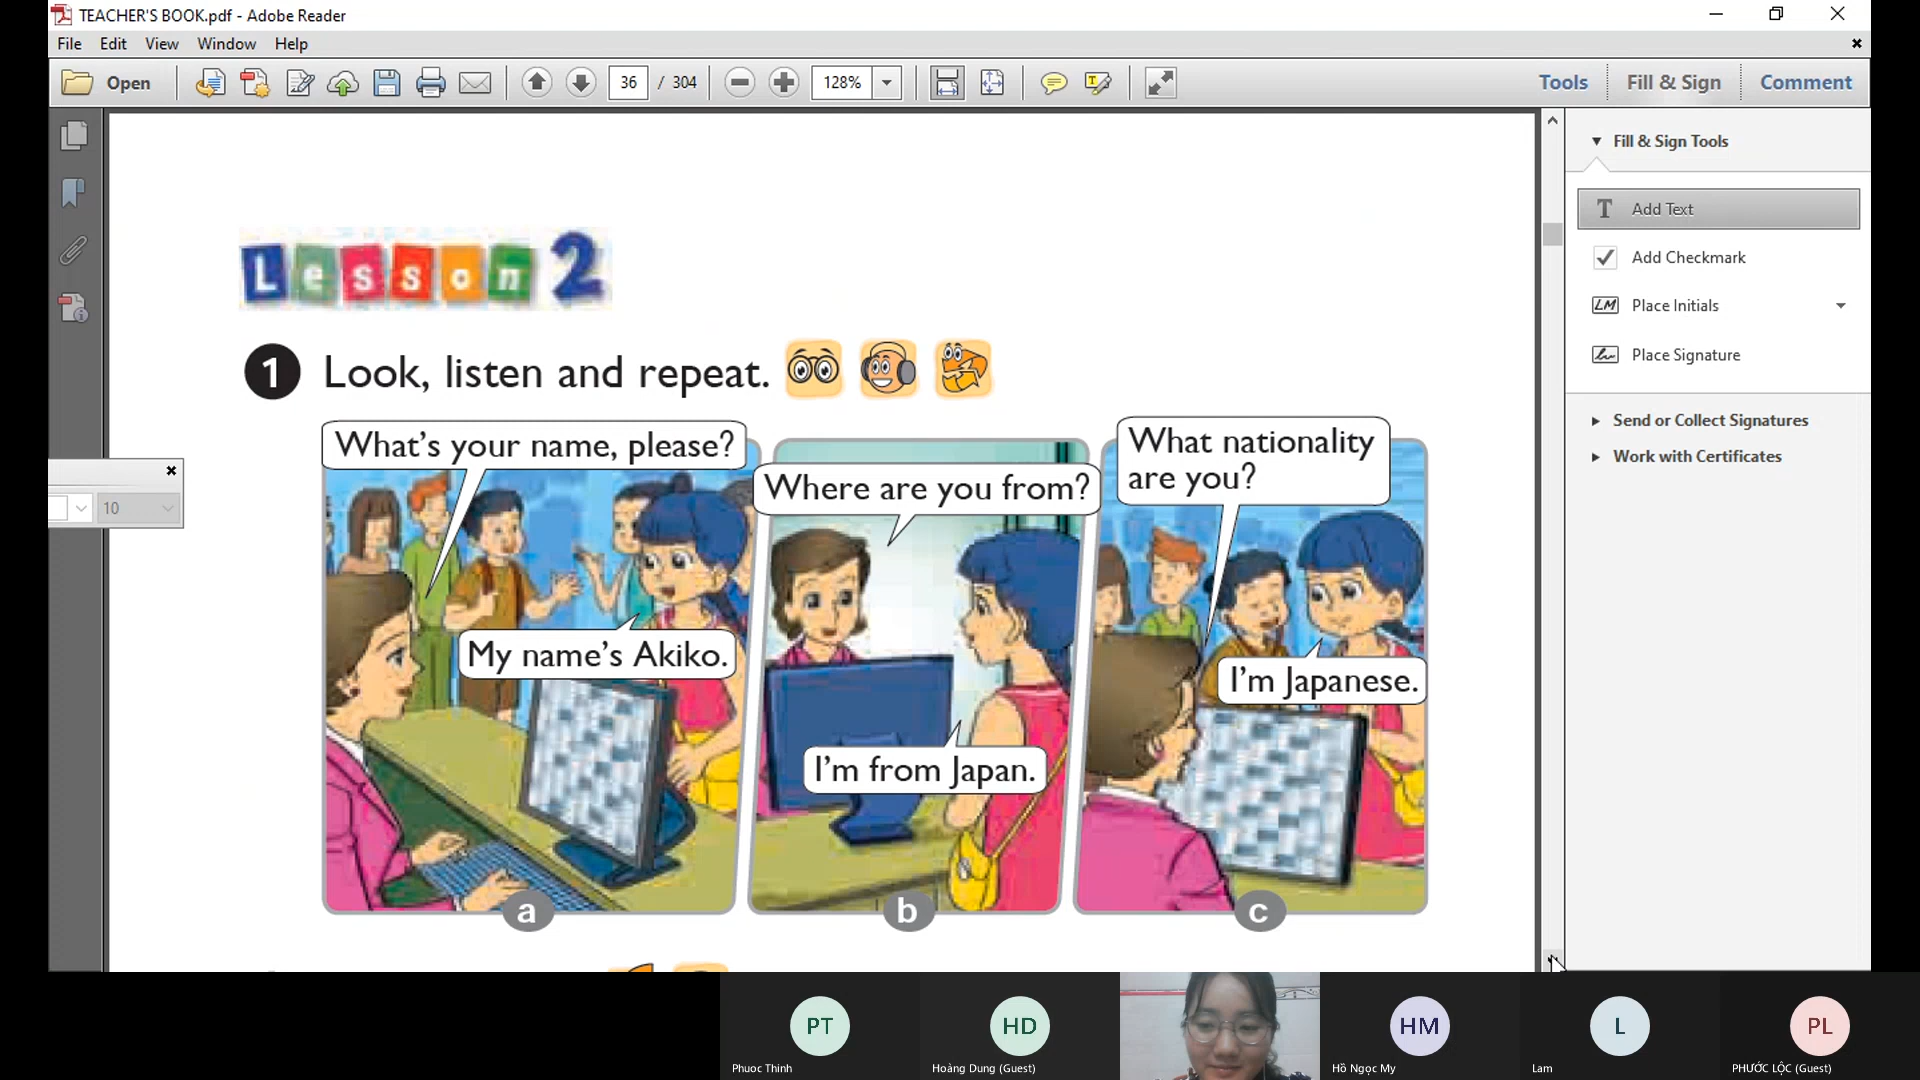 TEACHER'S BOOK.pdf - Adobe Reader
File Edit View Window Help
Open 36 / 304 128% Tools Fill & Sign Comment
Fill & Sign Tools
T Add Text
Add Checkmark
LM Place Initials
Place Signature
Send or Collect Signatures
Work with Certificates
10
Lesson 2
1 Look, listen and repeat.
What's your name, please?
My name's Akiko.
a
Where are you from?
I'm from Japan.
b
What nationality
are you?
I'm Japanese.
c
PT HD HM L PL
Phuoc Thinh Hoàng Dung (Guest) Hồ Ngọc My Lam PHƯỚC LỘC (Guest)